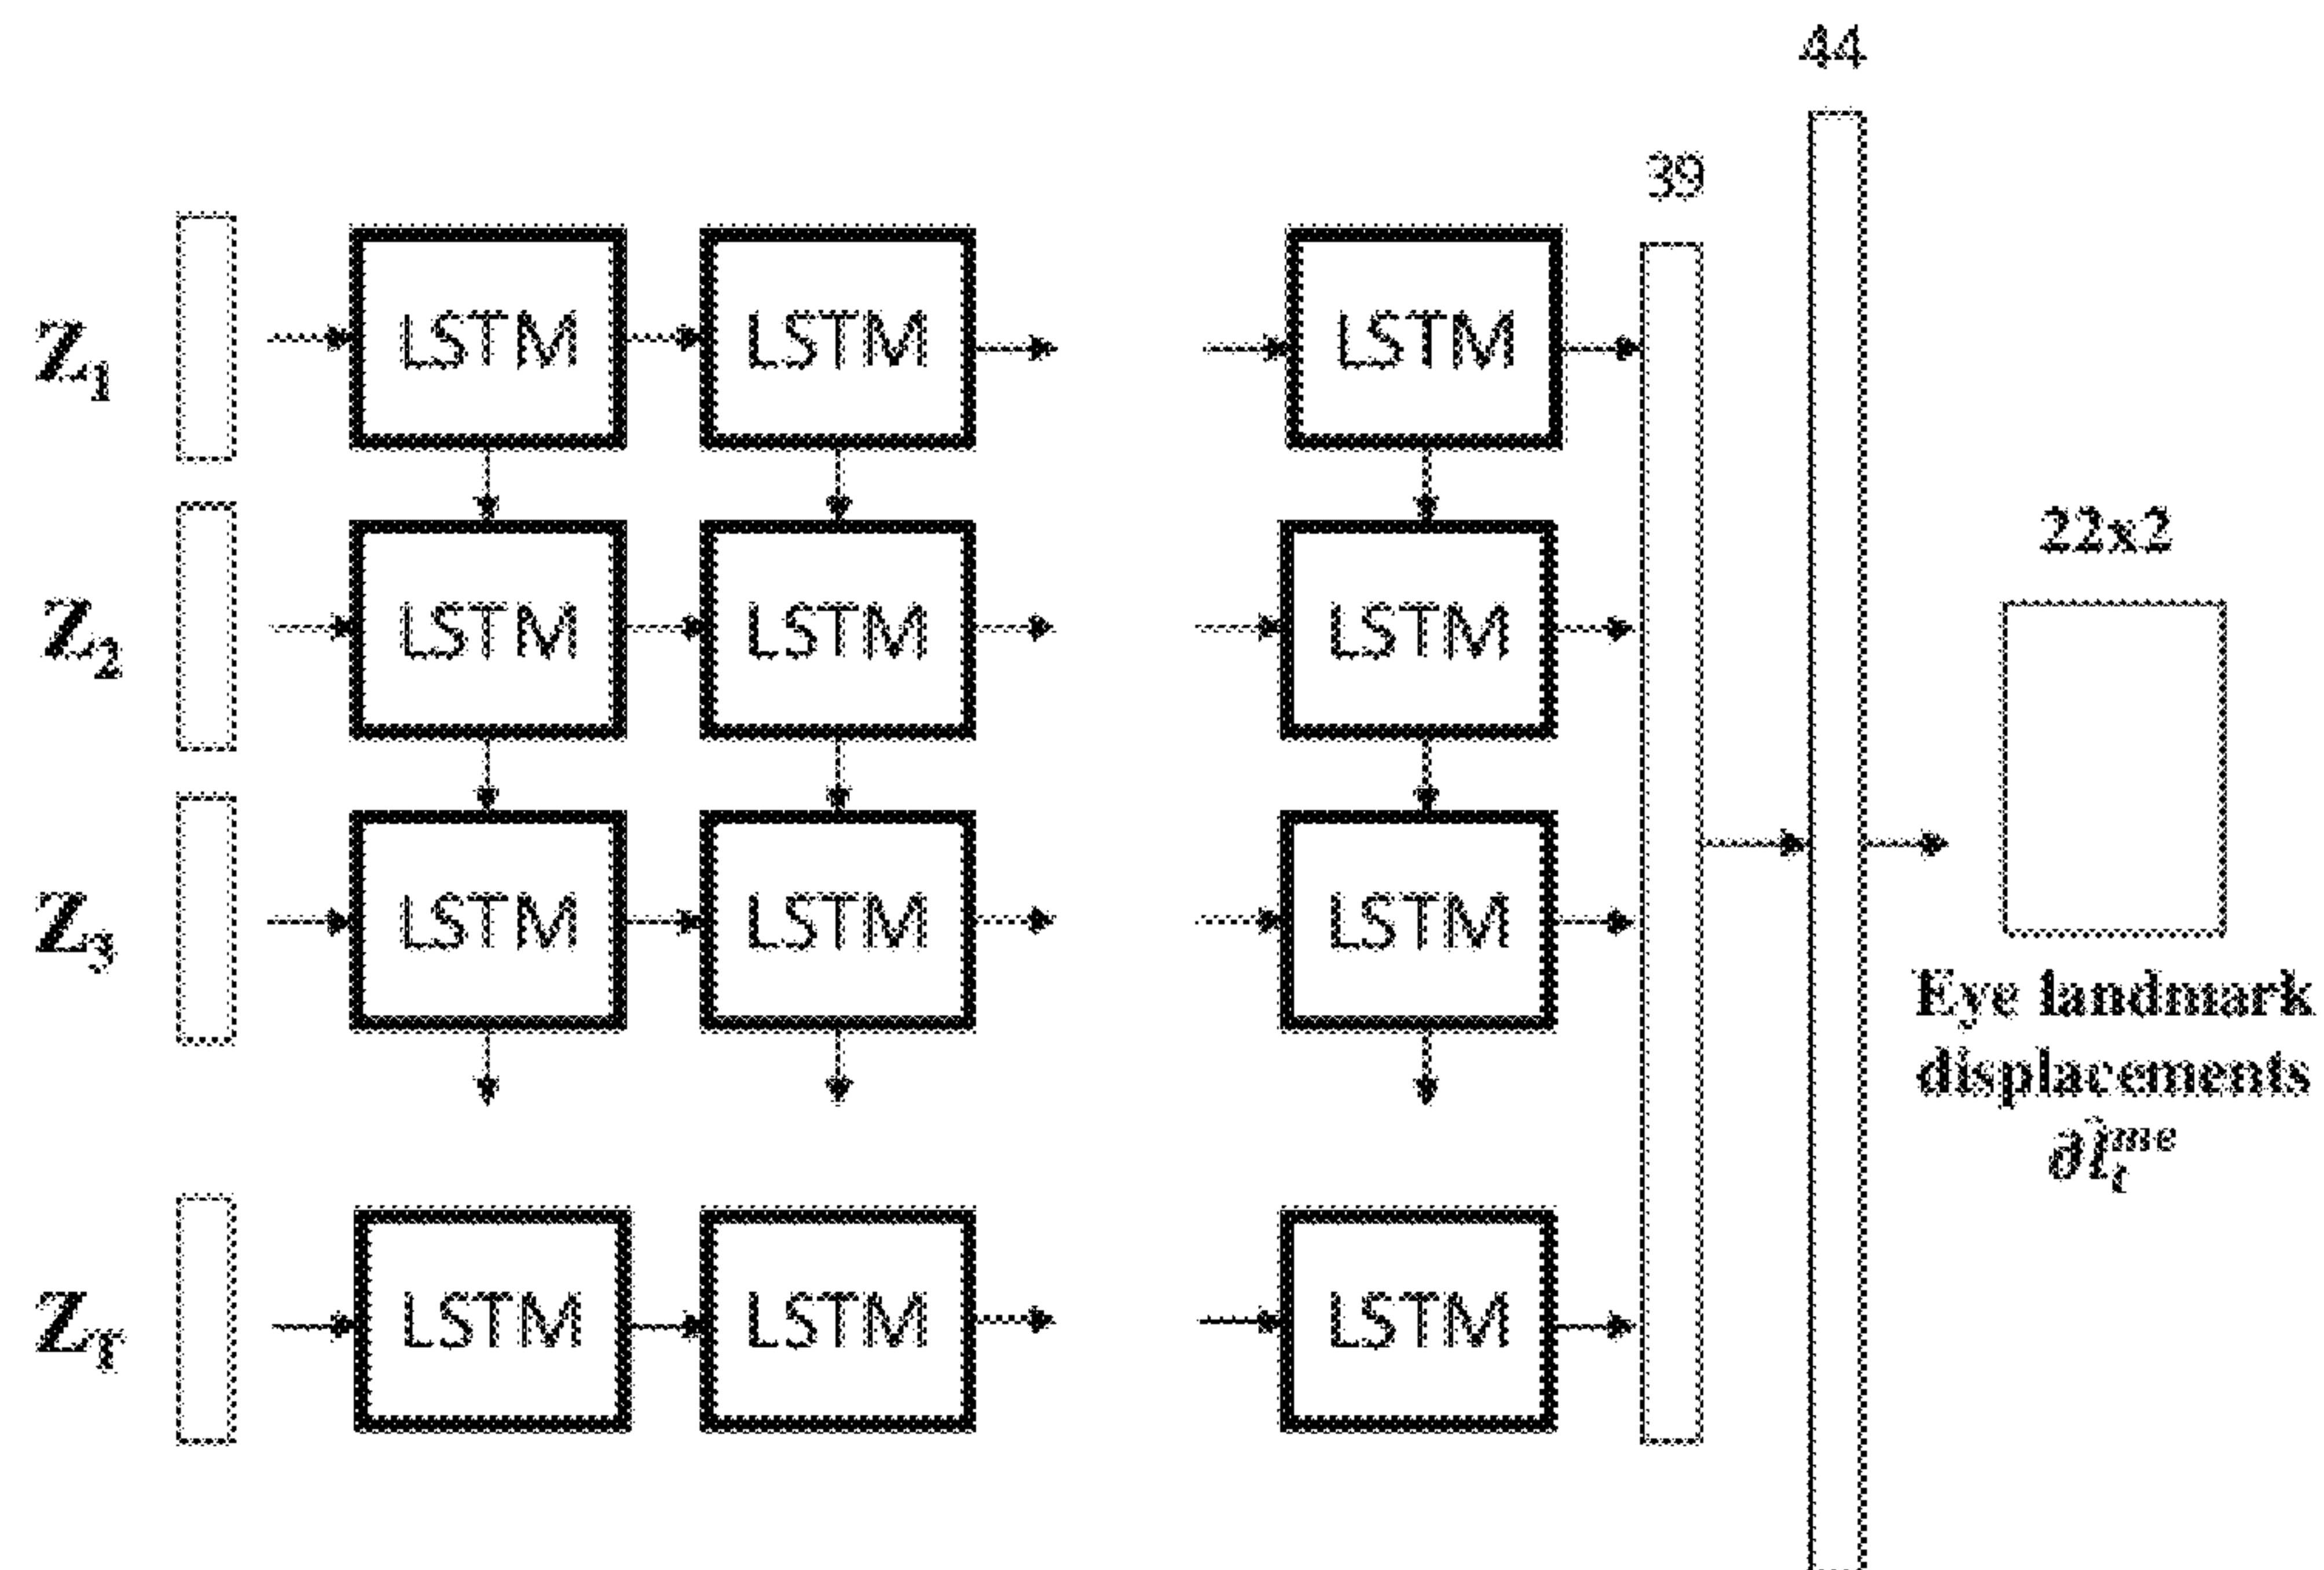 44
39
Z1 LSTM LSTM LSTM
22x2
Z2 LSTM LSTM LSTM
Z3 LSTM LSTM LSTM
Eye landmark
displacements
∂l̂ₜᵐᵉ
ZT LSTM LSTM LSTM